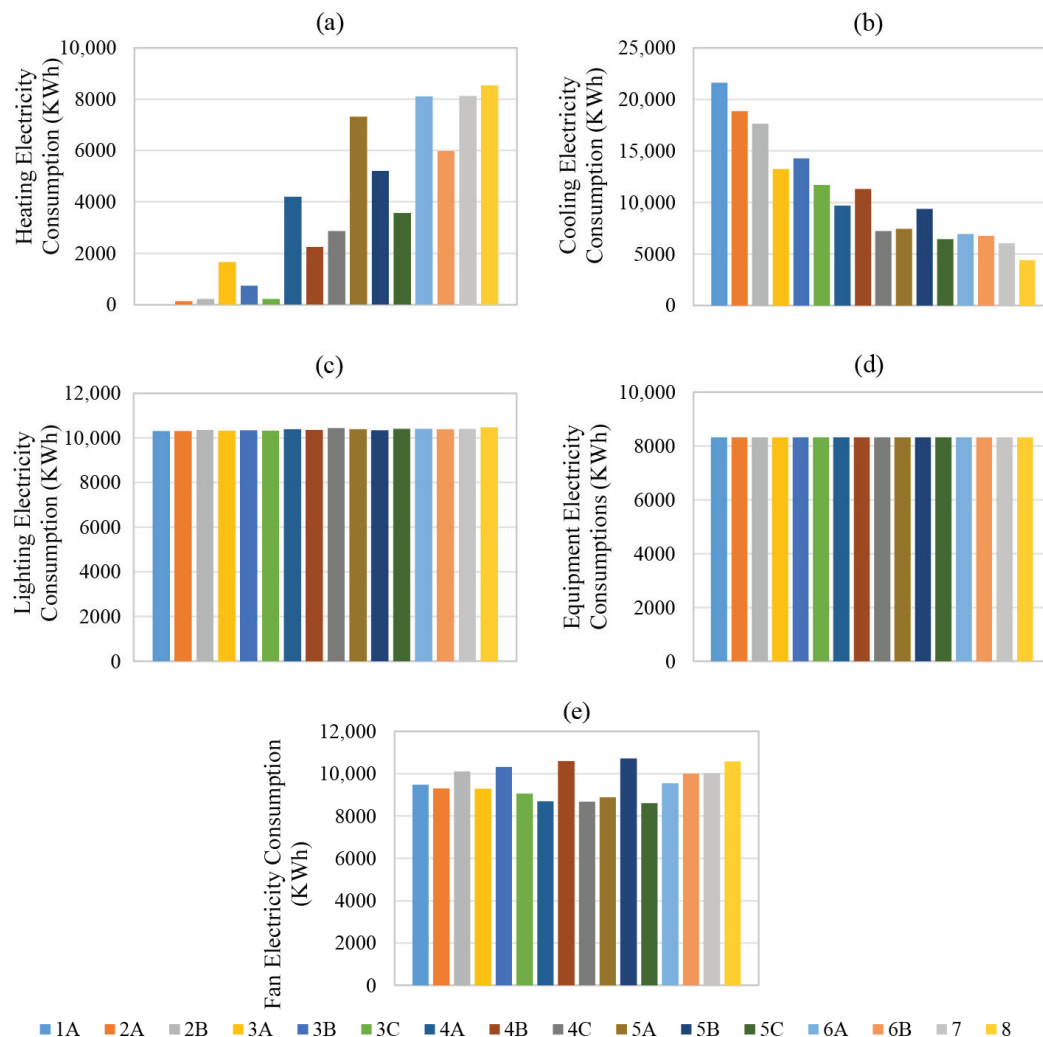 (a)
Heating Electricity
Consumption (KWh)
10,000
8000
6000
4000
2000
0
(b)
Cooling Electricity
Consumption (KWh)
25,000
20,000
15,000
10,000
5000
0
(c)
Lighting Electricity
Consumption (KWh)
12,000
10,000
8000
6000
4000
2000
0
(d)
Equipment Electricity
Consumptions (KWh)
10,000
8000
6000
4000
2000
0
(e)
Fan Electricity Consumption
(KWh)
12,000
10,000
8000
6000
4000
2000
0
1A 2A 2B 3A 3B 3C 4A 4B 4C 5A 5B 5C 6A 6B 7 8